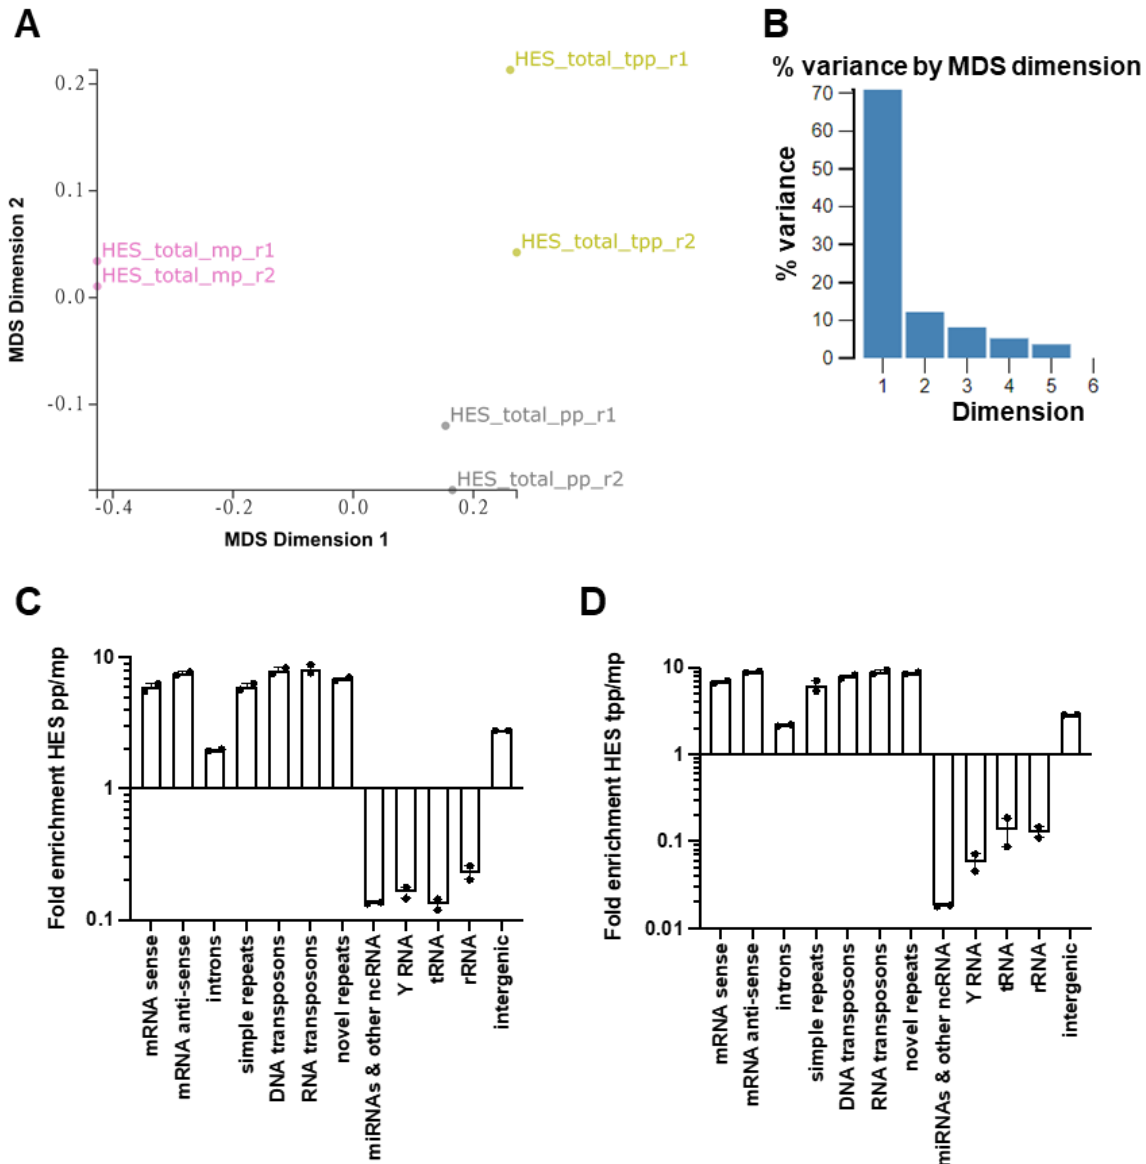 A
HES_total_tpp_r1
0.2
0.1
HES_total_tpp_r2
HES_total_mp_r1
HES_total_mp_r2
0.0
-0.1
HES_total_pp_r1
HES_total_pp_r2
-0.4
-0.2
0.0
0.2
MDS Dimension 1
MDS Dimension 2
B
% variance by MDS dimension
70
60
50
40
30
20
10
0
% variance
1
2
3
4
5
6
Dimension
C
Fold enrichment HES pp/mp
10
1
0.1
mRNA sense
mRNA anti-sense
introns
simple repeats
DNA transposons
RNA transposons
novel repeats
miRNAs & other ncRNA
Y RNA
tRNA
rRNA
intergenic
D
Fold enrichment HES tpp/mp
10
1
0.1
0.01
mRNA sense
mRNA anti-sense
introns
simple repeats
DNA transposons
RNA transposons
novel repeats
miRNAs & other ncRNA
Y RNA
tRNA
rRNA
intergenic